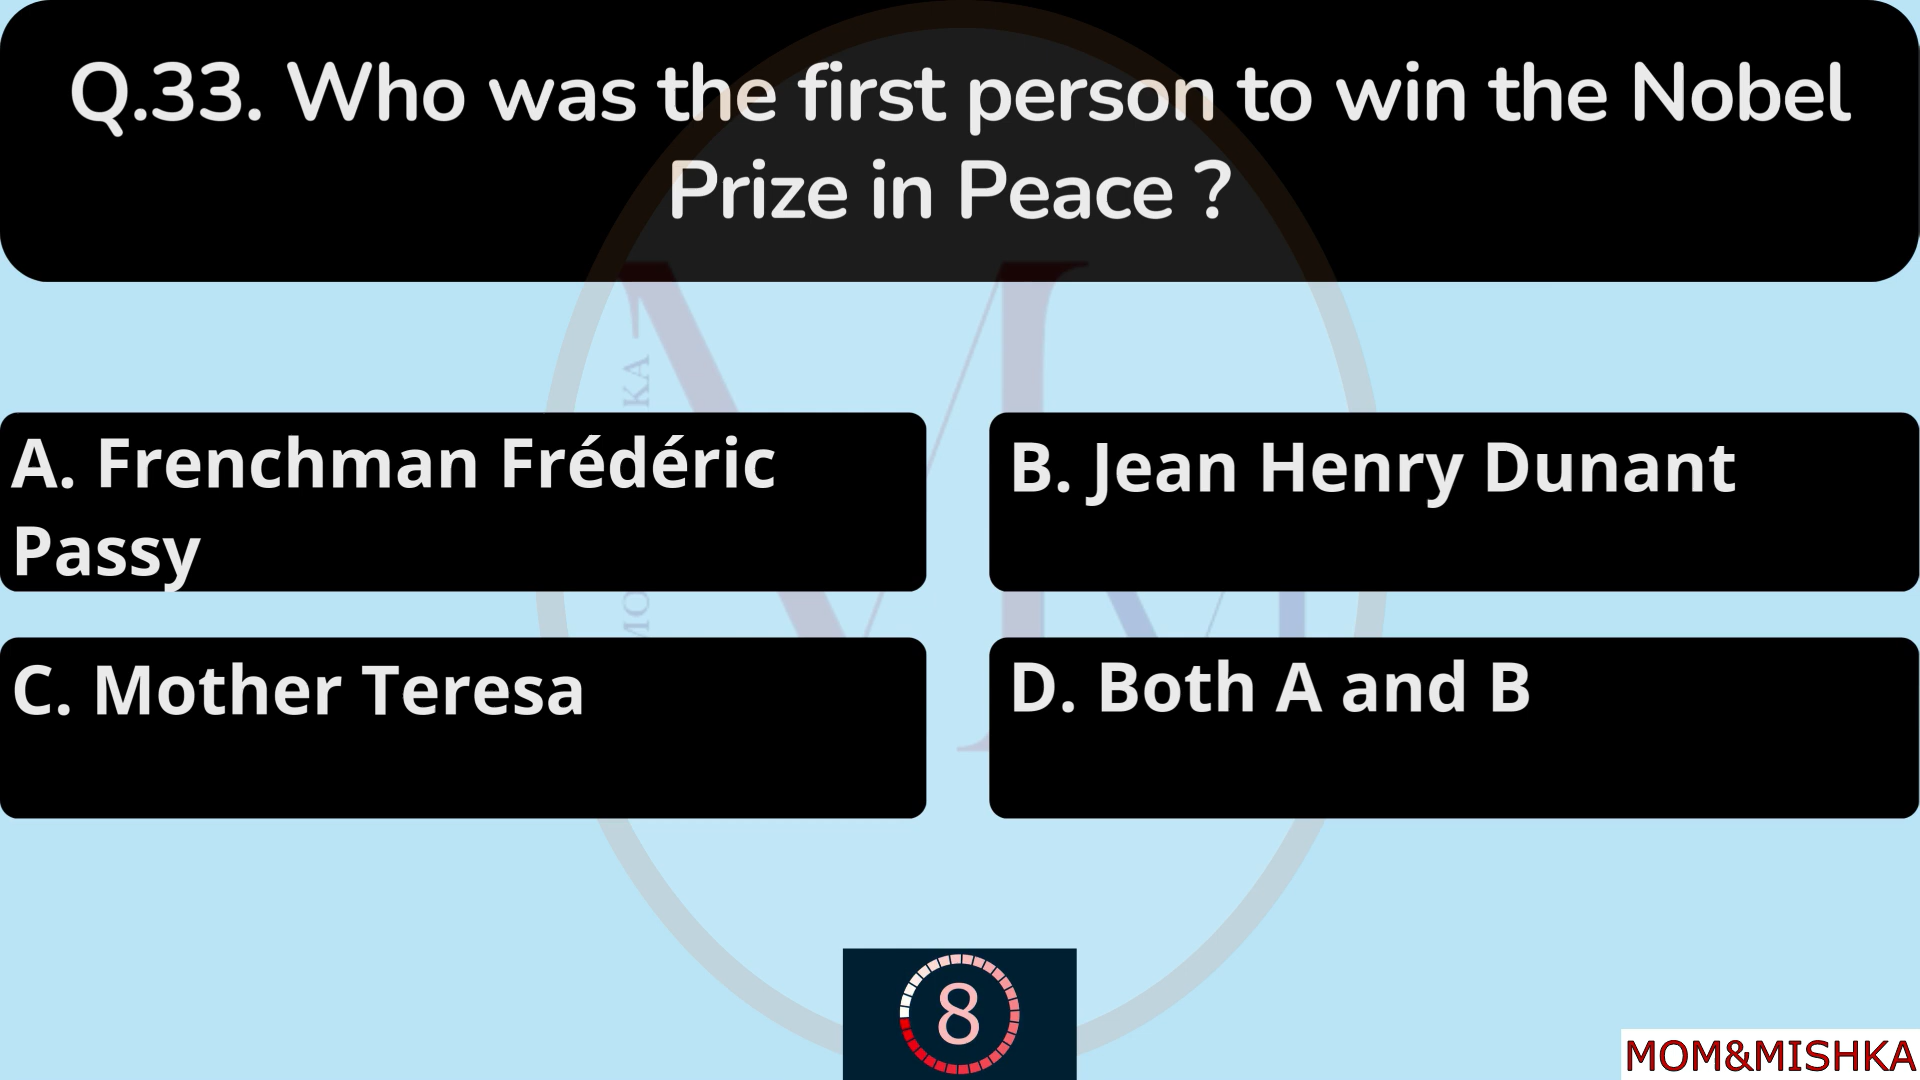 Q.33. Who was the first person to win the Nobel
Prize in Peace ?
A. Frenchman Frédéric
Passy
B. Jean Henry Dunant
C. Mother Teresa
D. Both A and B
8
MOM&MISHKA